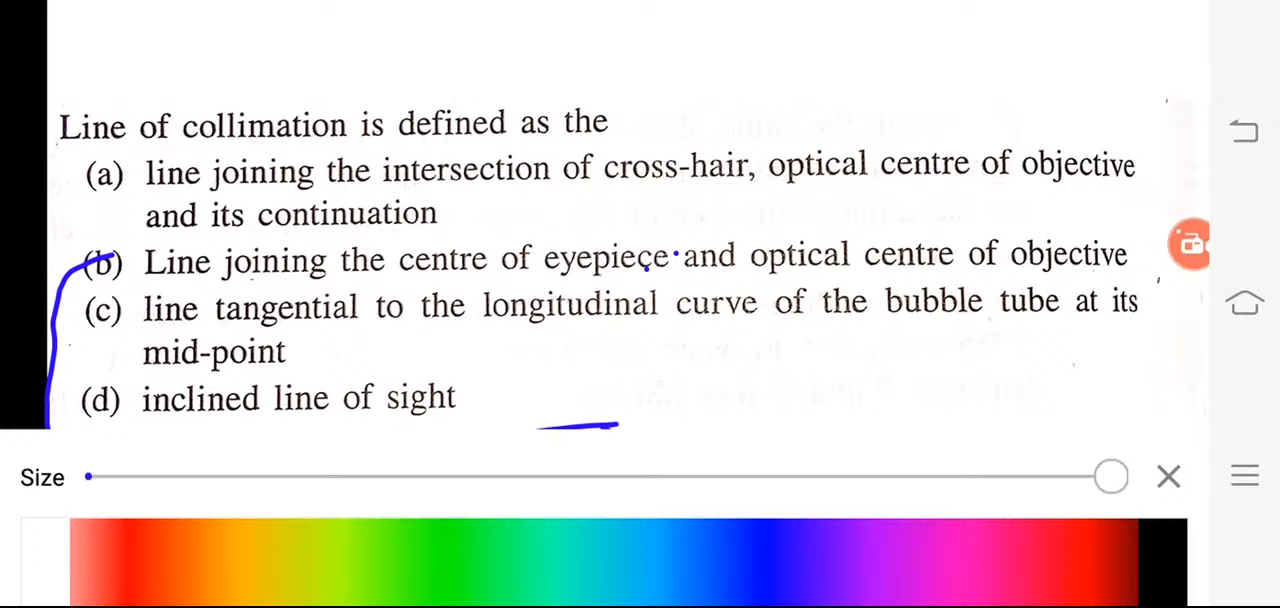 Line of collimation is defined as the
(a) line joining the intersection of cross-hair, optical centre of objective
and its continuation
(b) Line joining the centre of eyepiece and optical centre of objective
(c) line tangential to the longitudinal curve of the bubble tube at its
mid-point
(d) inclined line of sight
Size